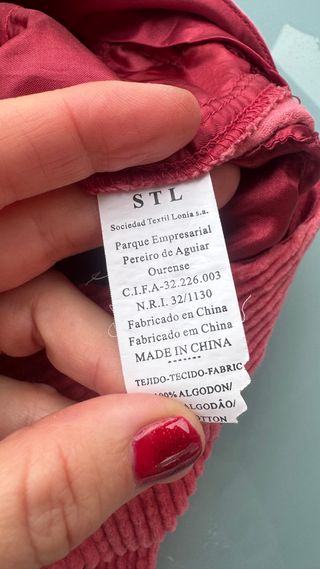 STL
Sociedad Textil Lonia s.a.
Parque Empresarial
Pereiro de Aguiar
Ourense
C.I.F.A-32.226.003
N.R.I. 32/1130
Fabricado en China
Fabricado em China
MADE IN CHINA
-------
TEJIDO-TECIDO-FABRIC
100% ALGODON/
ALGODÂO/